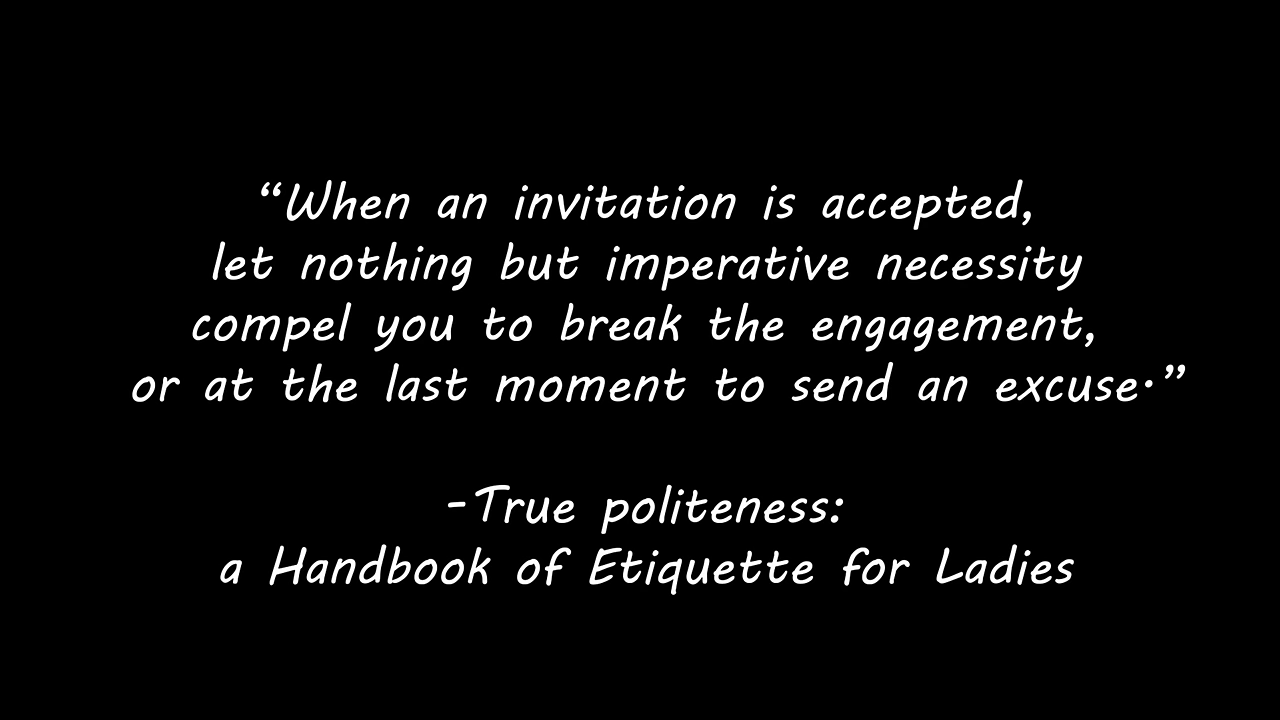 “When an invitation is accepted,
let nothing but imperative necessity
compel you to break the engagement,
or at the last moment to send an excuse·”
-True politeness:
a Handbook of Etiquette for Ladies